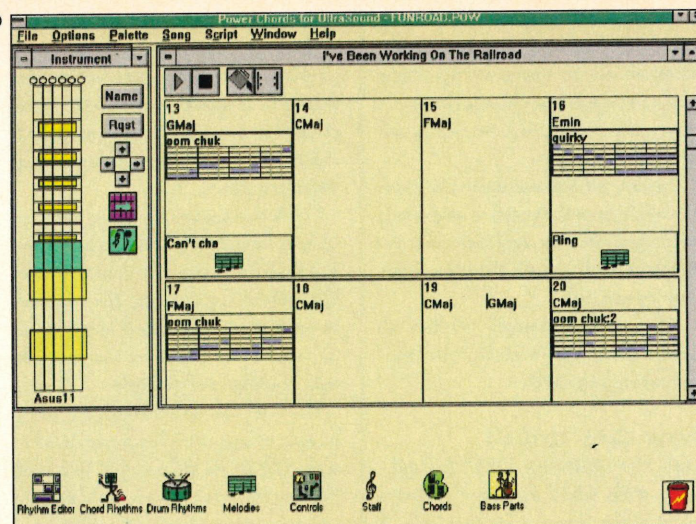 Power Chords for UltraSound - FUNROAD.POW
File Options Palette Song Script Window Help
Instrument
I've Been Working On The Railroad
Name
Rqst
13
GMaj
oom chuk
Can't cha
14
CMaj
15
FMaj
16
Emin
quirky
Ring
17
FMaj
oom chuk
18
CMaj
19
CMaj GMaj
20
CMaj
oom chuk:2
Asus11
Rhythm Editor Chord Rhythms Drum Rhythms Melodies Controls Staff Chords Bass Parts